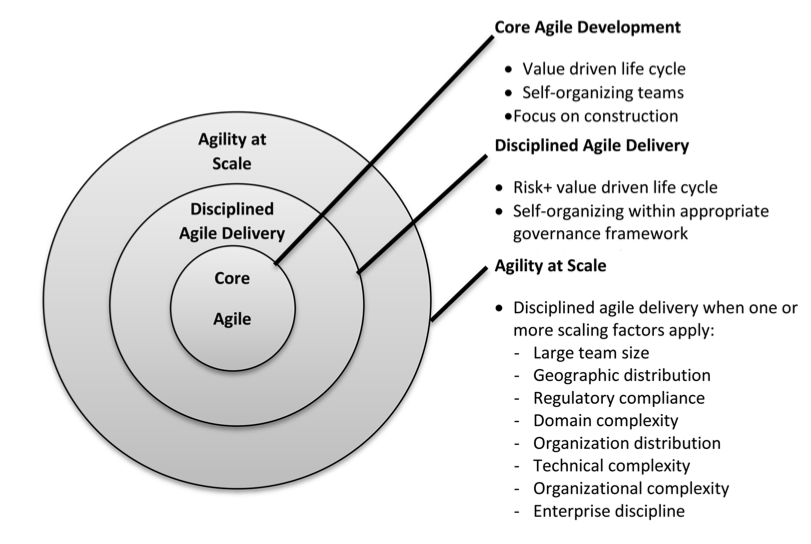 Agility at
Scale
Disciplined
Agile Delivery
Core
Agile
Core Agile Development
• Value driven life cycle
• Self-organizing teams
•Focus on construction
Disciplined Agile Delivery
• Risk+ value driven life cycle
• Self-organizing within appropriate
governance framework
Agility at Scale
• Disciplined agile delivery when one or
more scaling factors apply:
- Large team size
- Geographic distribution
- Regulatory compliance
- Domain complexity
- Organization distribution
- Technical complexity
- Organizational complexity
- Enterprise discipline